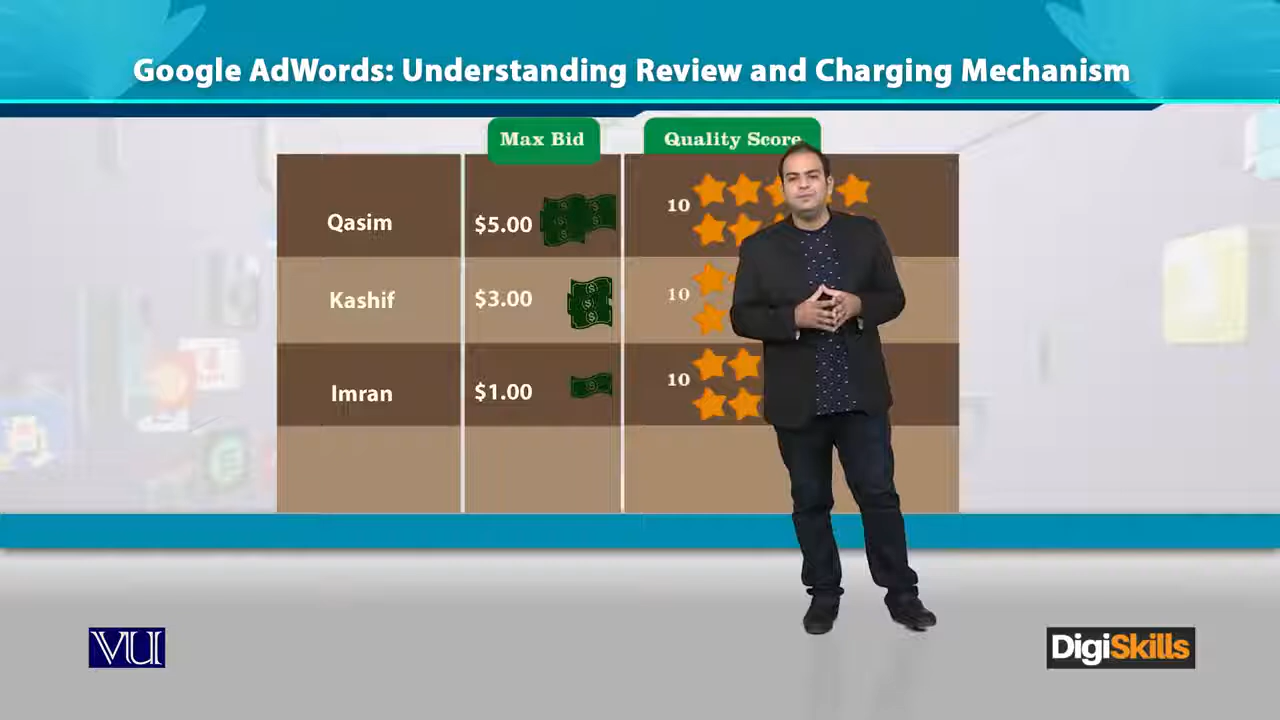 Google AdWords: Understanding Review and Charging Mechanism
Max Bid Quality Score
Qasim $5.00 10
Kashif $3.00 10
Imran $1.00 10
VU DigiSkills